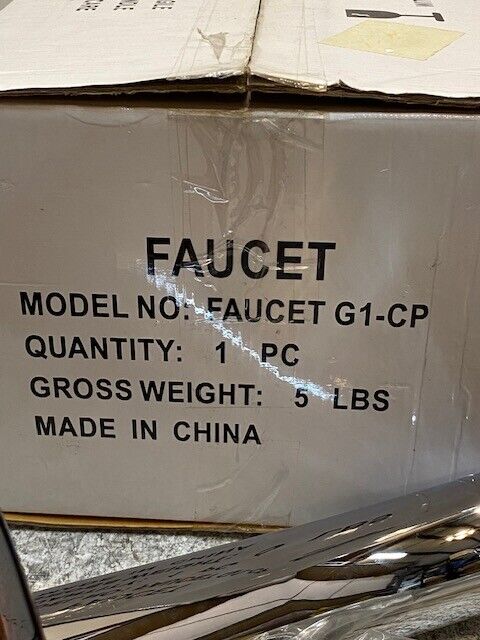 FAUCET
MODEL NO: FAUCET G1-CP
QUANTITY: 1 PC
GROSS WEIGHT: 5 LBS
MADE IN CHINA